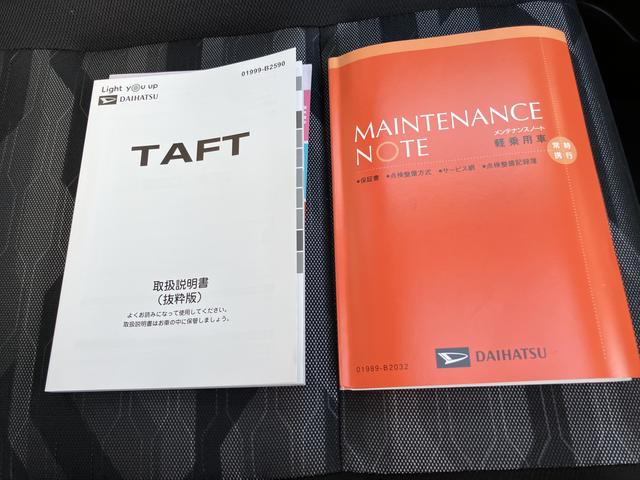 01999-B2590
Light you up
DAIHATSU
TAFT
取扱説明書
（抜粋版）
よくお読みになって使用してください。
取扱説明書はお車の中に保管しましょう。
MAINTENANCE
NOTE
メンテナンスノート
軽乗用車
常時
携行
●保証書 ●点検整備方式 ●サービス網 ●点検整備記録簿
01989-B2032
DAIHATSU